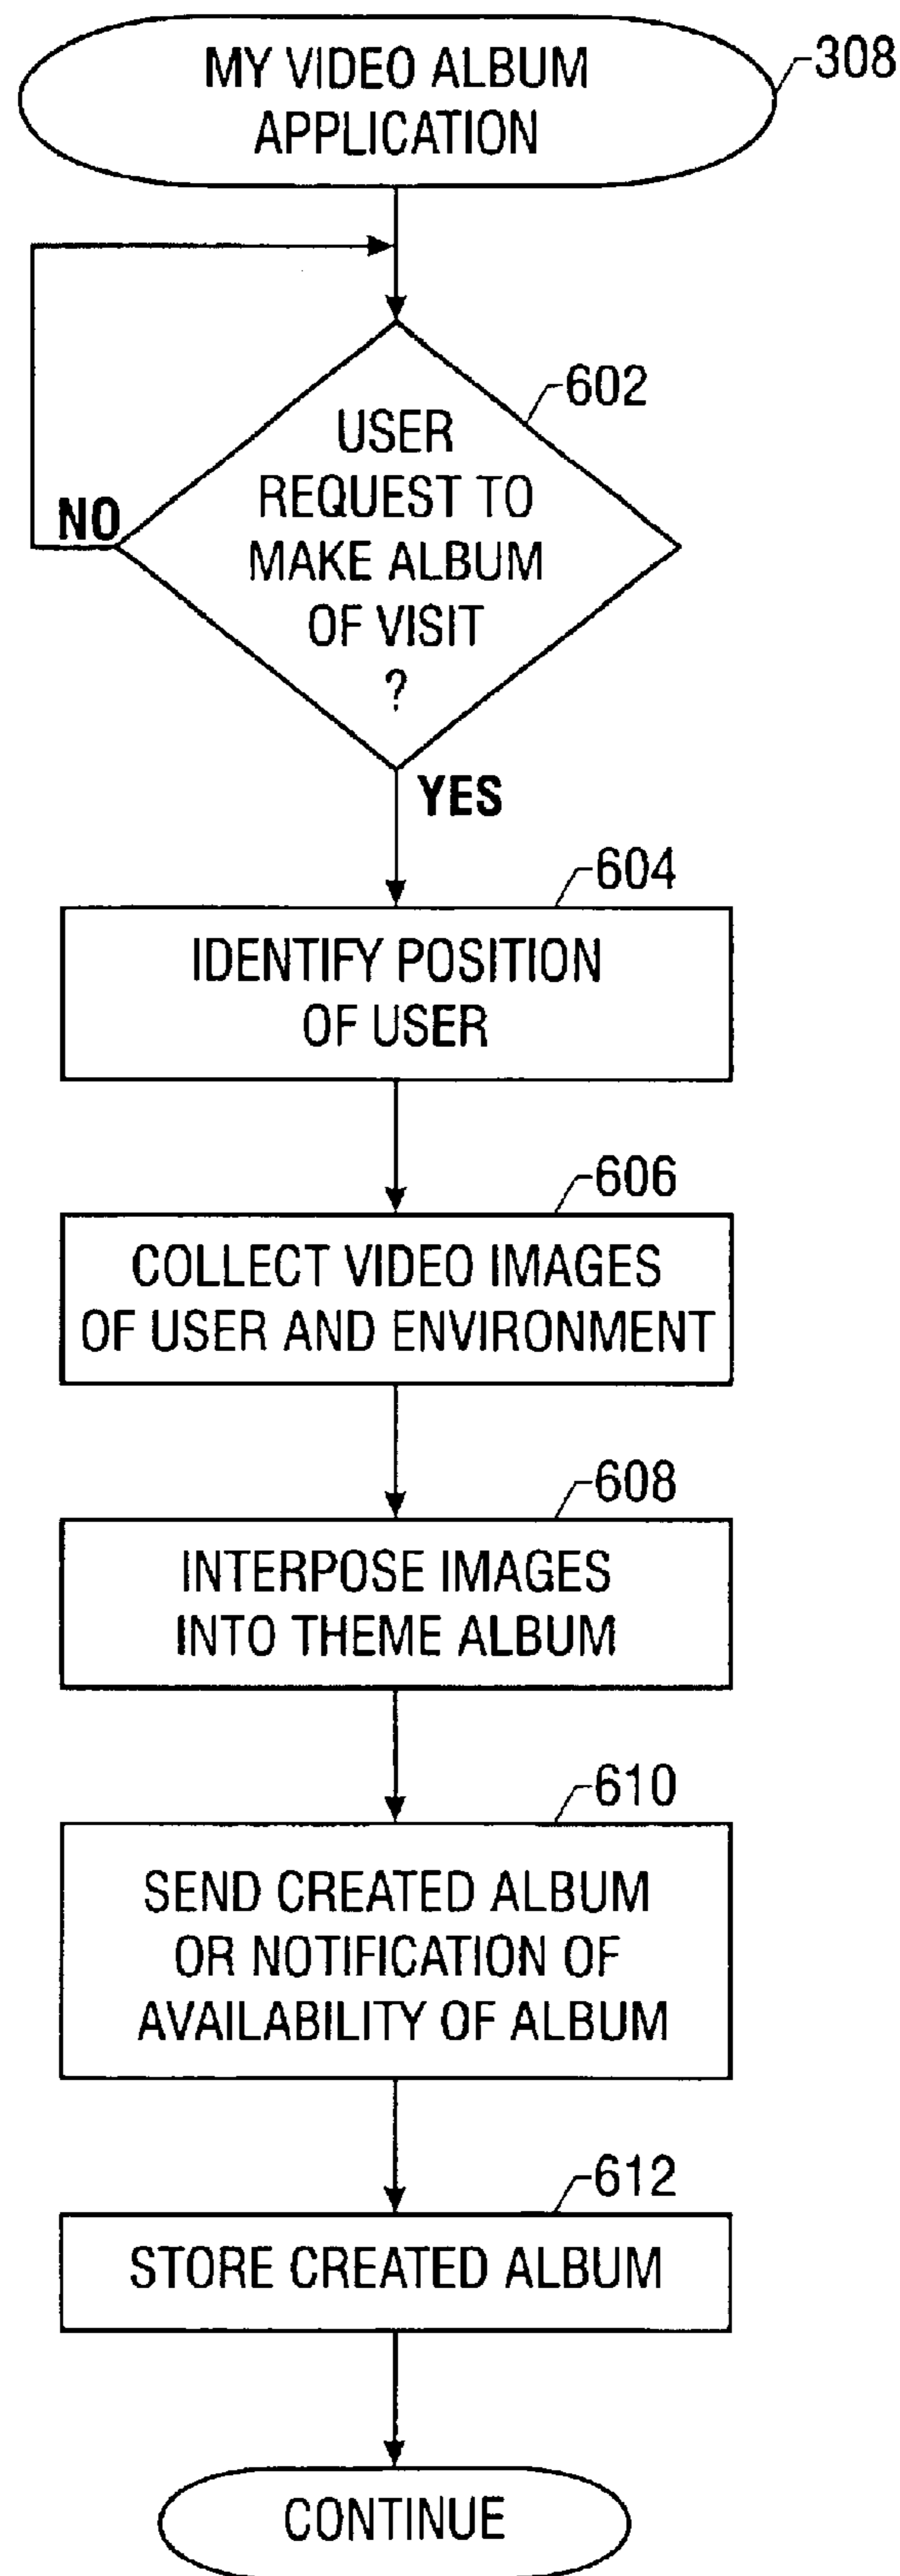 MY VIDEO ALBUM
APPLICATION
308
602
USER
REQUEST TO
MAKE ALBUM
OF VISIT
?
NO
YES
604
IDENTIFY POSITION
OF USER
606
COLLECT VIDEO IMAGES
OF USER AND ENVIRONMENT
608
INTERPOSE IMAGES
INTO THEME ALBUM
610
SEND CREATED ALBUM
OR NOTIFICATION OF
AVAILABILITY OF ALBUM
612
STORE CREATED ALBUM
CONTINUE